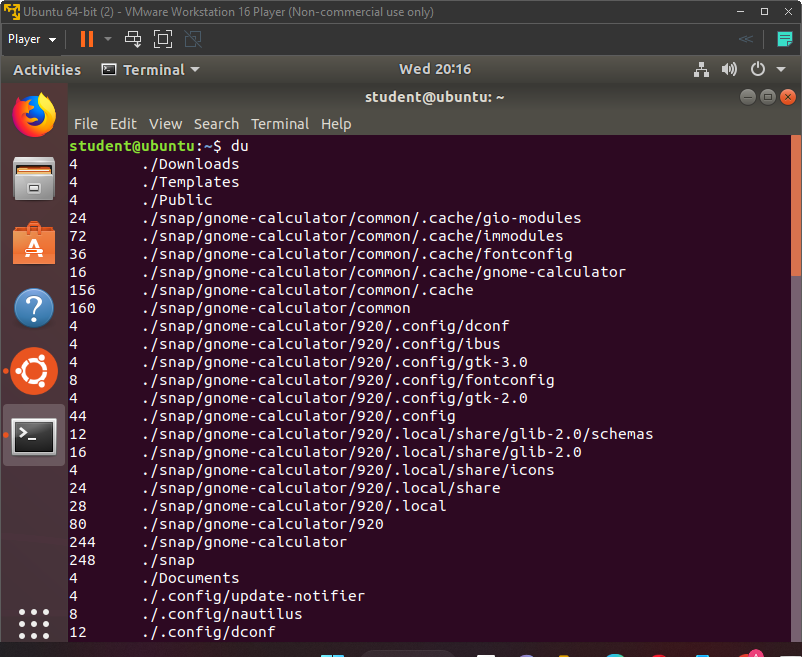 Ubuntu 64-bit (2) - VMware Workstation 16 Player (Non-commercial use only)
Player
Activities Terminal Wed 20:16
student@ubuntu: ~
File Edit View Search Terminal Help
student@ubuntu:~$ du
4 ./Downloads
4 ./Templates
4 ./Public
24 ./snap/gnome-calculator/common/.cache/gio-modules
72 ./snap/gnome-calculator/common/.cache/immodules
36 ./snap/gnome-calculator/common/.cache/fontconfig
16 ./snap/gnome-calculator/common/.cache/gnome-calculator
156 ./snap/gnome-calculator/common/.cache
160 ./snap/gnome-calculator/common
4 ./snap/gnome-calculator/920/.config/dconf
4 ./snap/gnome-calculator/920/.config/ibus
4 ./snap/gnome-calculator/920/.config/gtk-3.0
8 ./snap/gnome-calculator/920/.config/fontconfig
4 ./snap/gnome-calculator/920/.config/gtk-2.0
44 ./snap/gnome-calculator/920/.config
12 ./snap/gnome-calculator/920/.local/share/glib-2.0/schemas
16 ./snap/gnome-calculator/920/.local/share/glib-2.0
4 ./snap/gnome-calculator/920/.local/share/icons
24 ./snap/gnome-calculator/920/.local/share
28 ./snap/gnome-calculator/920/.local
80 ./snap/gnome-calculator/920
244 ./snap/gnome-calculator
248 ./snap
4 ./Documents
4 ./.config/update-notifier
8 ./.config/nautilus
12 ./.config/dconf